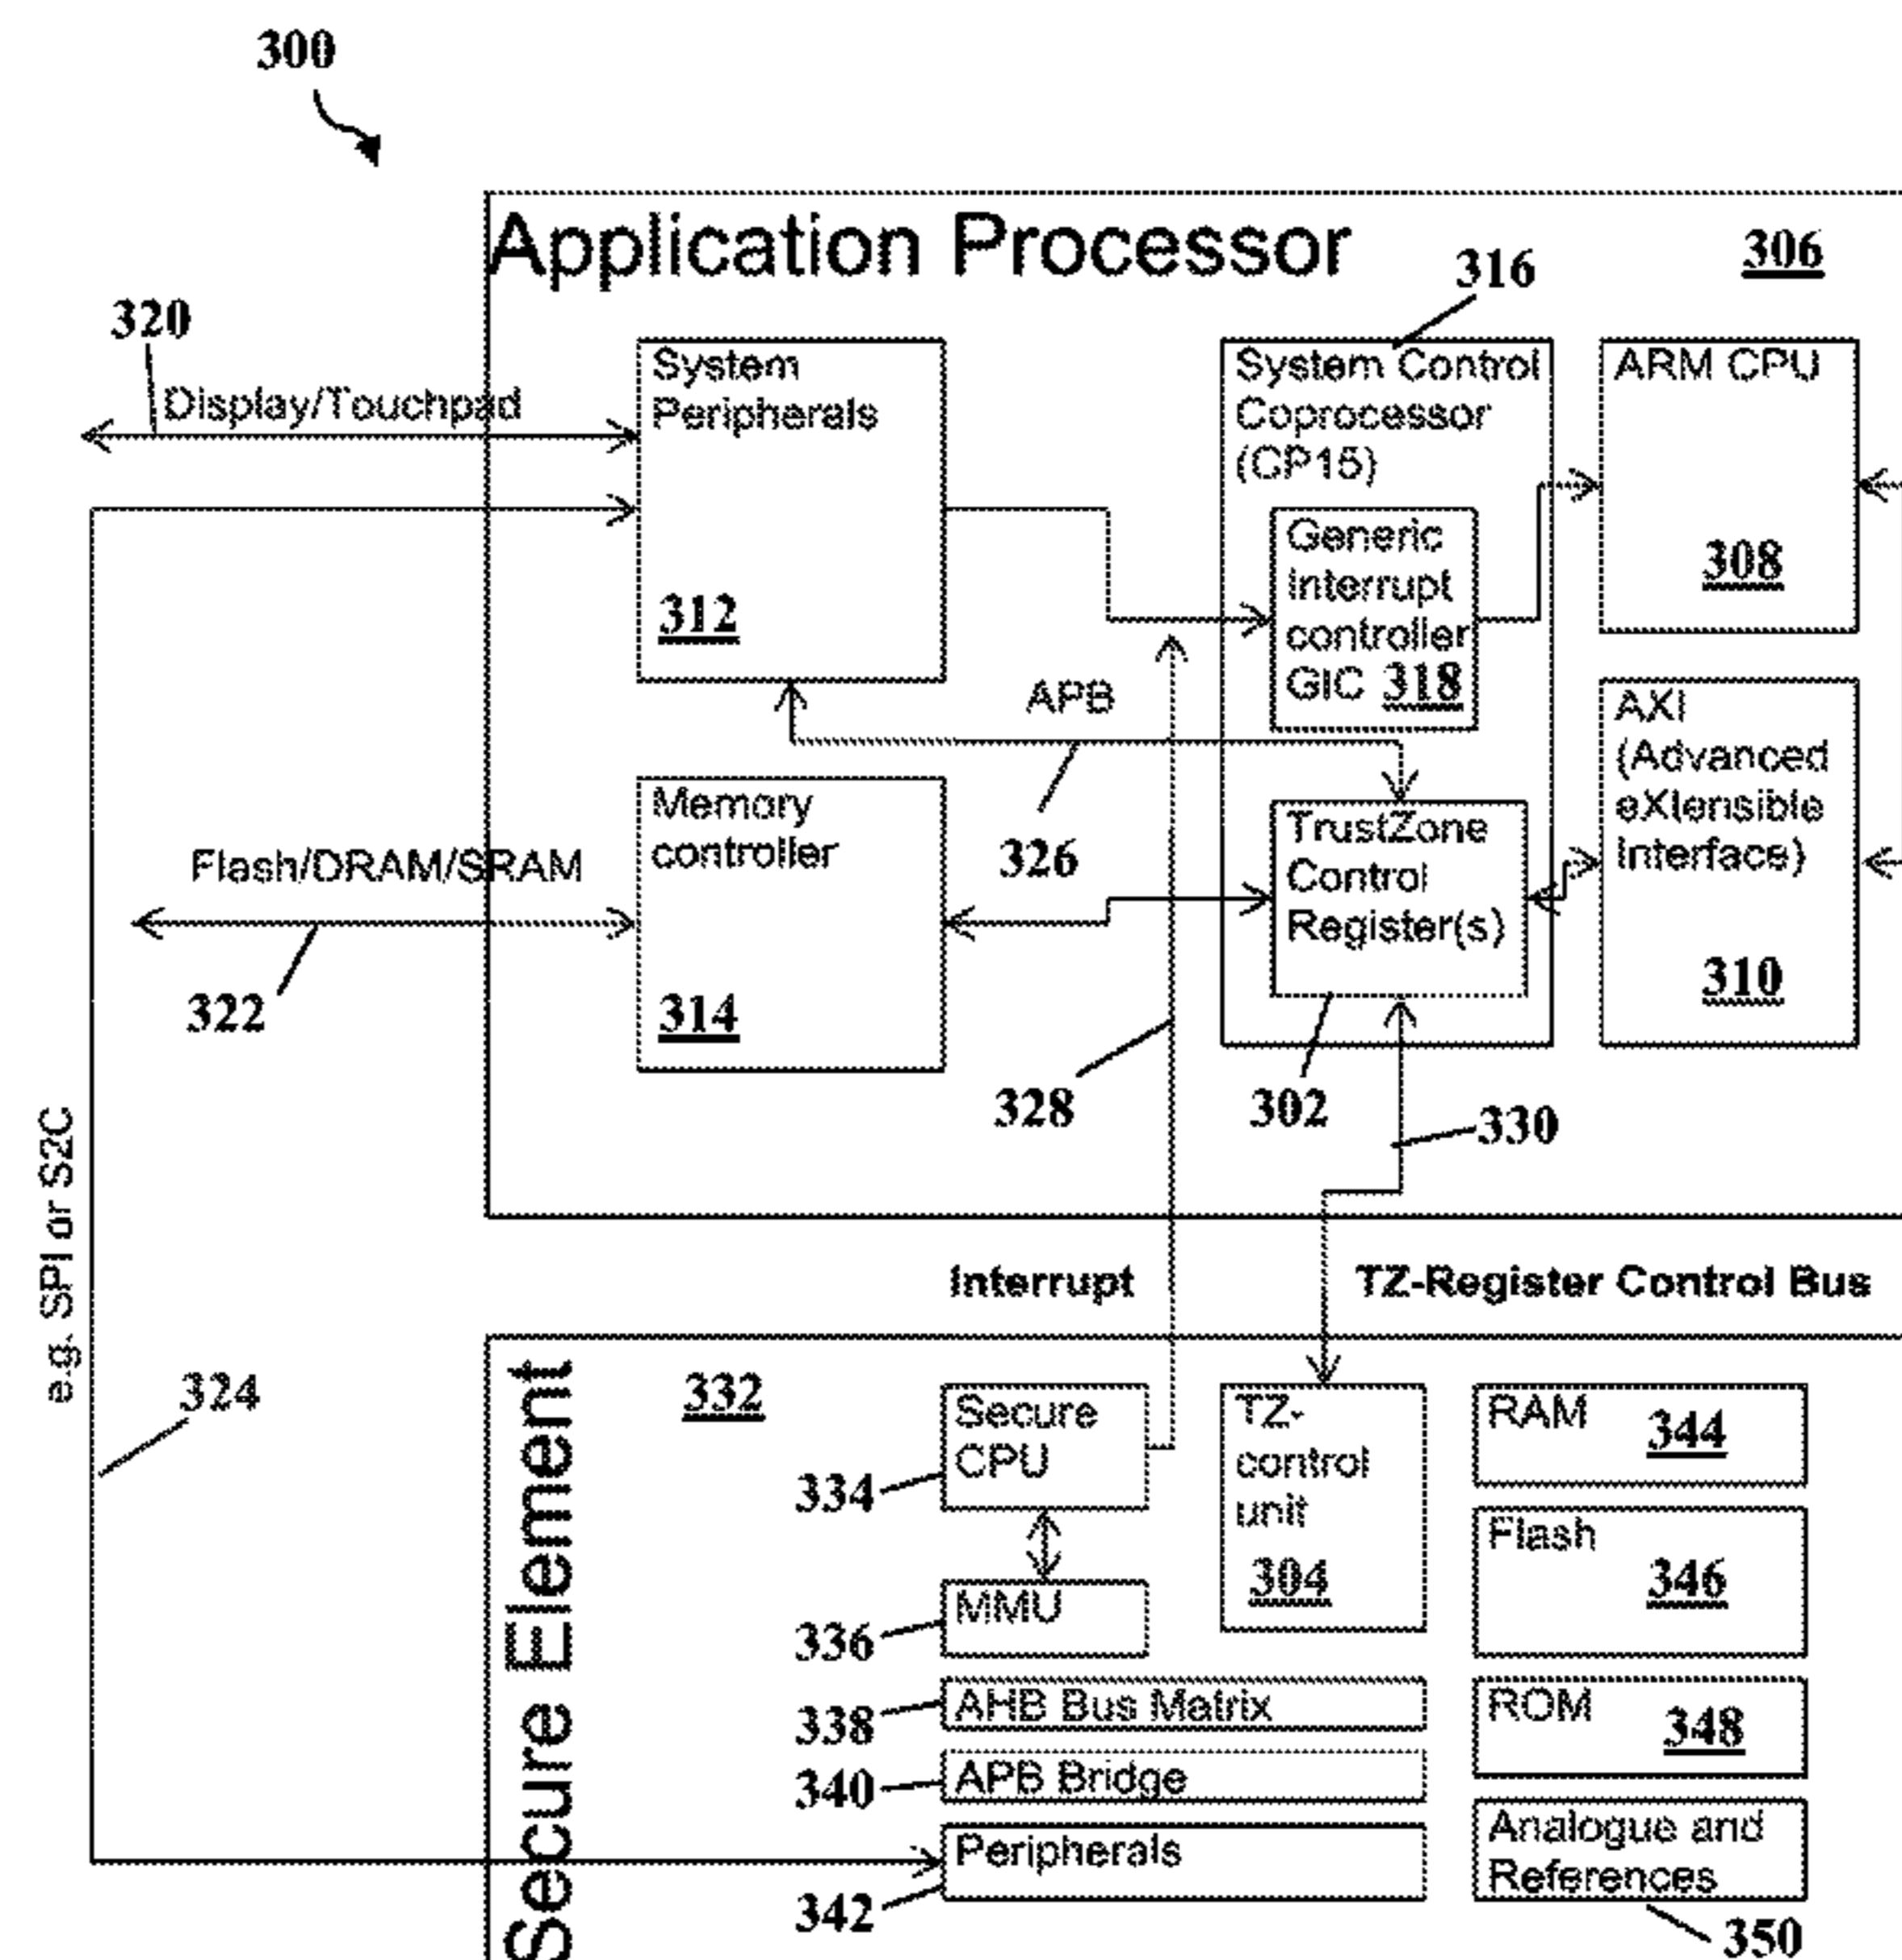 300
Application Processor
306
316
320
Display/Touchpad
System
Peripherals
312
System Control
Coprocessor
(CP15)
ARM CPU
308
Generic
Interrupt
controller
GIC 318
APB
326
AXI
(Advanced
eXtensible
Interface)
310
Memory
controller
314
Flash/DRAM/SRAM
322
TrustZone
Control
Register(s)
328
302
330
e.g. SPI or S2C
324
Interrupt
TZ-Register Control Bus
Secure Element
332
Secure
CPU
334
TZ-
control
unit
304
RAM
344
MMU
336
Flash
346
AHB Bus Matrix
338
ROM
348
APB Bridge
340
Peripherals
342
Analogue and
References
350